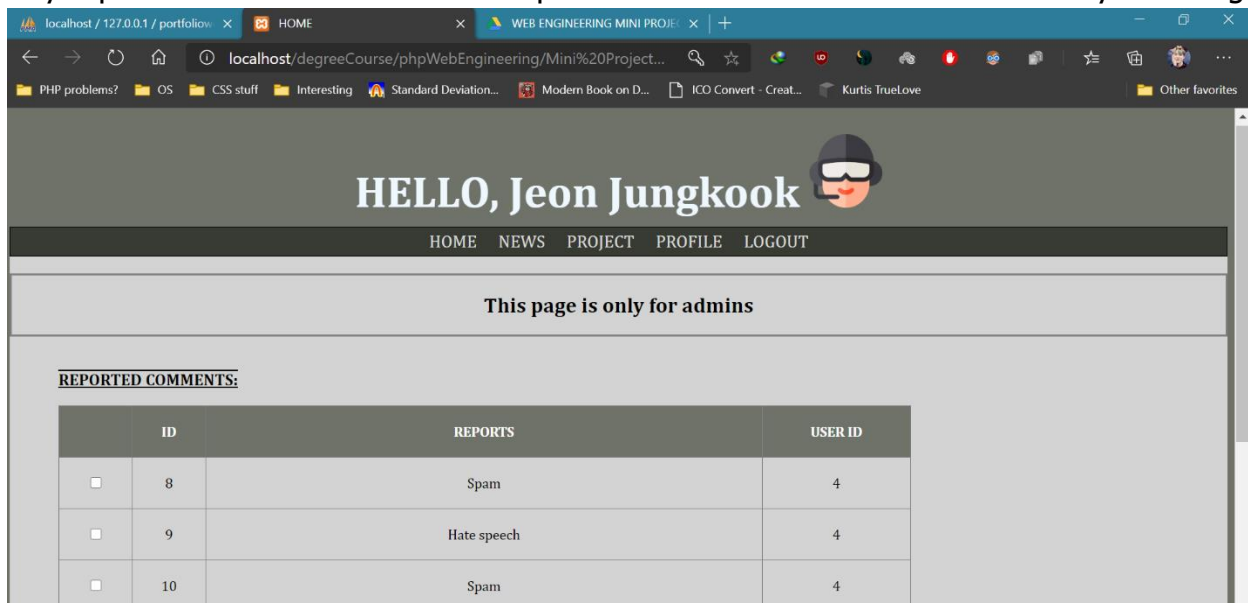 localhost / 127.0.0.1 / portfoliow
HOME
WEB ENGINEERING MINI PROJEC
localhost/degreeCourse/phpWebEngineering/Mini%20Project...
PHP problems?
OS
CSS stuff
Interesting
Standard Deviation...
Modern Book on D...
ICO Convert - Creat...
Kurtis TrueLove
Other favorites
HELLO, Jeon Jungkook
HOME NEWS PROJECT PROFILE LOGOUT
This page is only for admins
REPORTED COMMENTS:
ID REPORTS USER ID
8 Spam 4
9 Hate speech 4
10 Spam 4